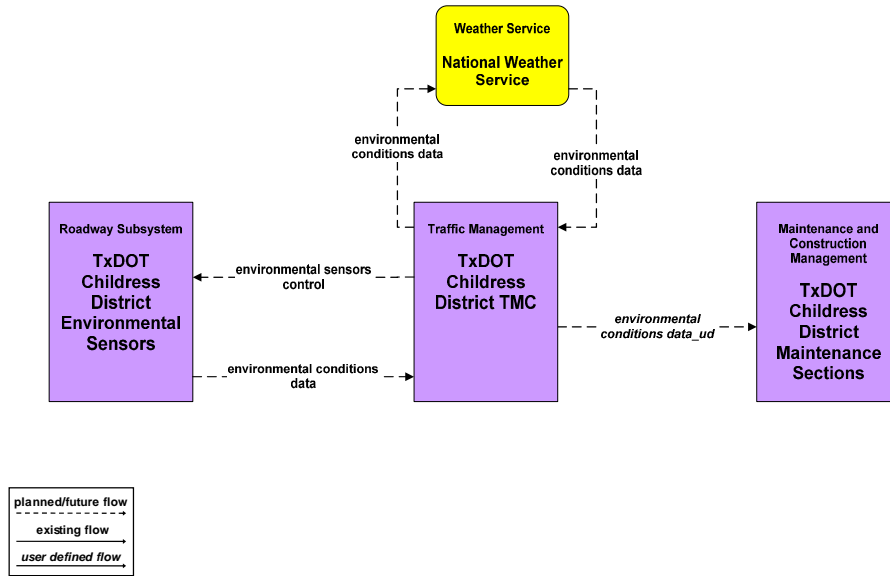 Weather Service
National Weather
Service
environmental
conditions data
environmental
conditions data
Roadway Subsystem
TxDOT
Childress
District
Environmental
Sensors
environmental sensors
control
environmental conditions
data
Traffic Management
TxDOT
Childress
District TMC
environmental
conditions data_ud
Maintenance and
Construction
Management
TxDOT
Childress
District
Maintenance
Sections
planned/future flow
existing flow
user defined flow